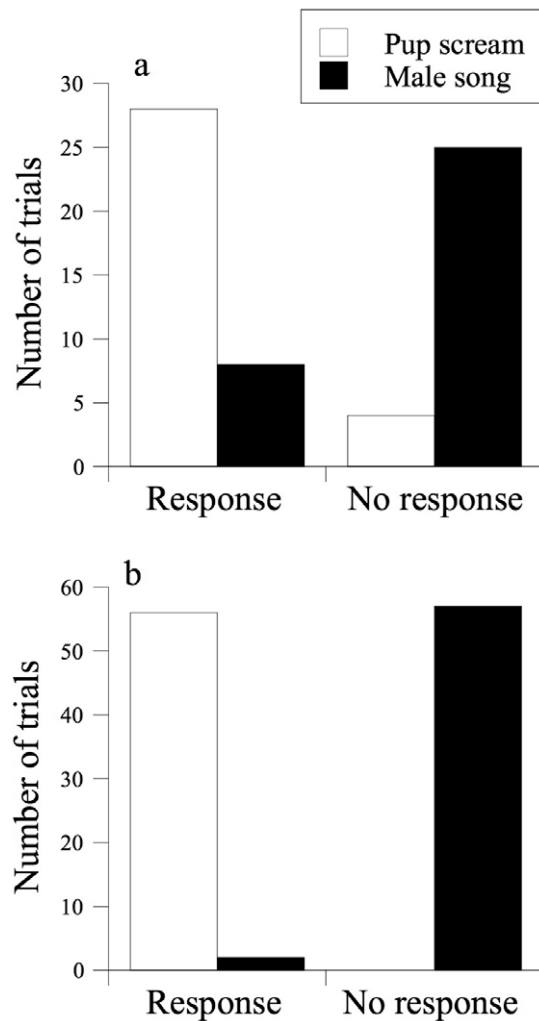 Pup scream
Male song
a
Number of trials
30
25
20
15
10
5
0
Response No response
b
Number of trials
60
50
40
30
20
10
0
Response No response